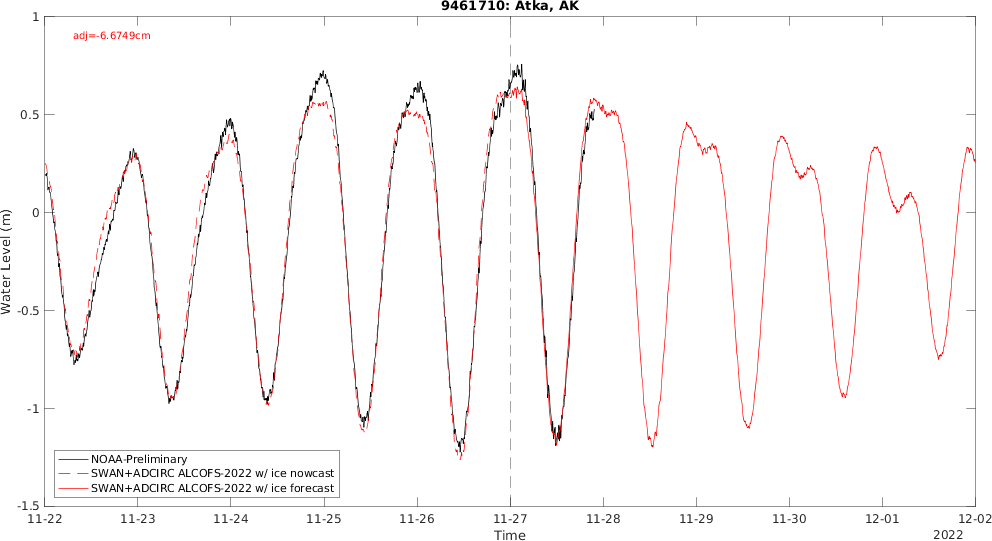 9461710: Atka, AK
adj=-6.6749cm
1
0.5
0
-0.5
-1
-1.5
Water Level (m)
NOAA-Preliminary
SWAN+ADCIRC ALCOFS-2022 w/ ice nowcast
SWAN+ADCIRC ALCOFS-2022 w/ ice forecast
11-22 11-23 11-24 11-25 11-26 11-27 11-28 11-29 11-30 12-01 12-02
Time
2022